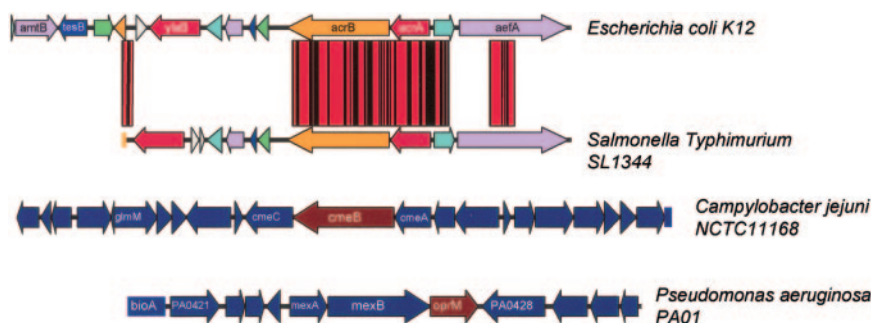 amtB tesB acrB acrA aefA
Escherichia coli K12
Salmonella Typhimurium
SL1344
glmM cmeC cmeB cmeA
Campylobacter jejuni
NCTC11168
bioA PA0421 mexA mexB oprM PA0428
Pseudomonas aeruginosa
PA01